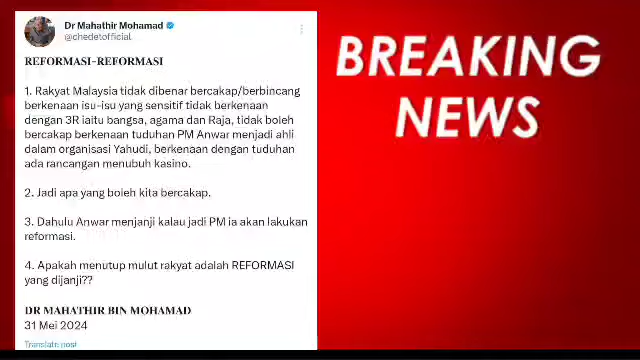 Dr Mahathir Mohamad
@chedetofficial
REFORMASI-REFORMASI
1. Rakyat Malaysia tidak dibenar bercakap/berbincang
berkenaan isu-isu yang sensitif tidak berkenaan
dengan 3R iaitu bangsa, agama dan Raja, tidak boleh
bercakap berkenaan tuduhan PM Anwar menjadi ahli
dalam organisasi Yahudi, berkenaan dengan tuduhan
ada rancangan menubuh kasino.
2. Jadi apa yang boleh kita bercakap.
3. Dahulu Anwar menjanji kalau jadi PM ia akan lakukan
reformasi.
4. Apakah menutup mulut rakyat adalah REFORMASI
yang dijanji??
DR MAHATHIR BIN MOHAMAD
31 Mei 2024
Translate post
BREAKING
NEWS